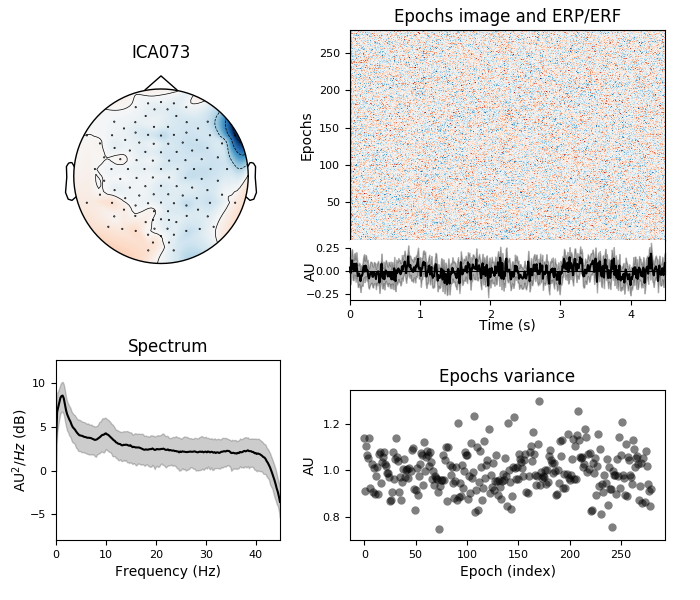 ICA073
Epochs image and ERP/ERF
Epochs
250
200
150
100
50
AU
0.25
0.00
−0.25
0 1 2 3 4
Time (s)
Spectrum
AU²/Hz (dB)
10
5
0
−5
0 10 20 30 40
Frequency (Hz)
Epochs variance
AU
1.2
1.0
0.8
0 50 100 150 200 250
Epoch (index)